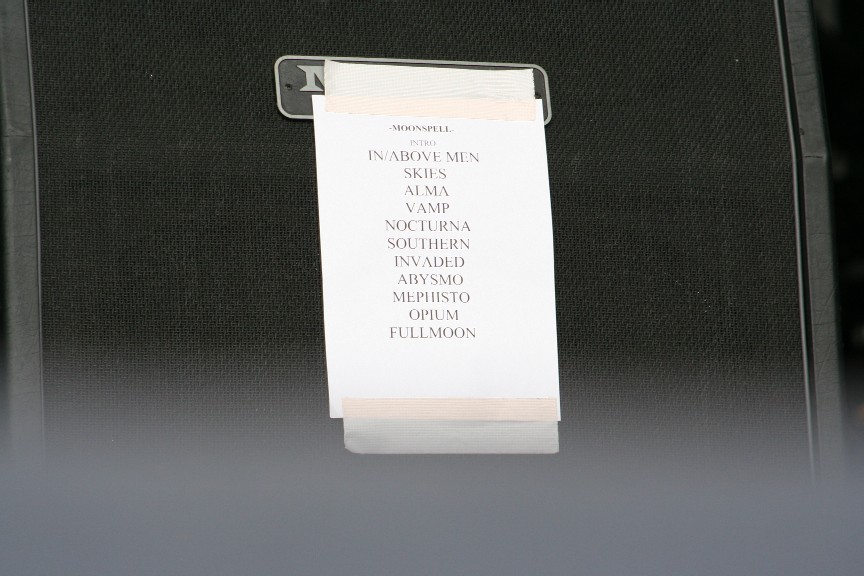 -MOONSPELL-
INTRO
IN/ABOVE MEN
SKIES
ALMA
VAMP
NOCTURNA
SOUTHERN
INVADED
ABYSMO
MEPHISTO
OPIUM
FULLMOON